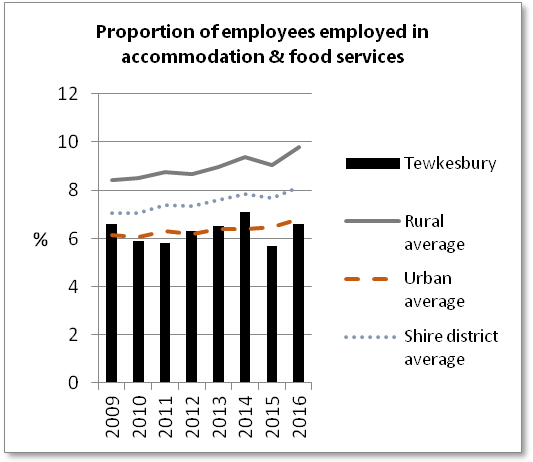 Proportion of employees employed in
accommodation & food services
12
10
8
6
4
2
0
%
2009
2010
2011
2012
2013
2014
2015
2016
Tewkesbury
Rural
average
Urban
average
Shire district
average